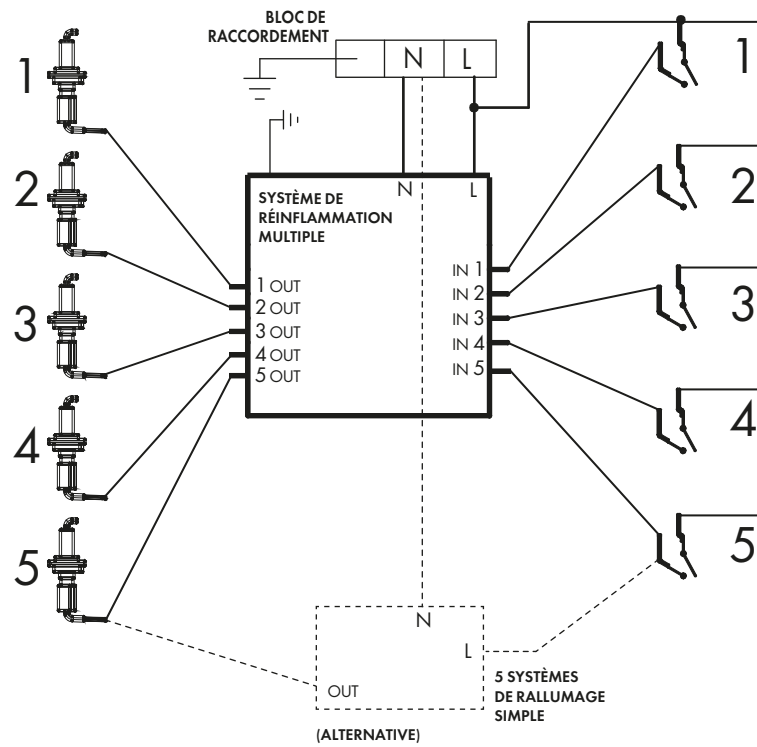 BLOC DE
RACCORDEMENT
N
L
1
2
3
4
5
N
L
SYSTÈME DE
RÉINFLAMMATION
MULTIPLE
1 OUT
2 OUT
3 OUT
4 OUT
5 OUT
IN 1
IN 2
IN 3
IN 4
IN 5
1
2
3
4
5
N
L
OUT
5 SYSTÈMES
DE RALLUMAGE
SIMPLE
(ALTERNATIVE)